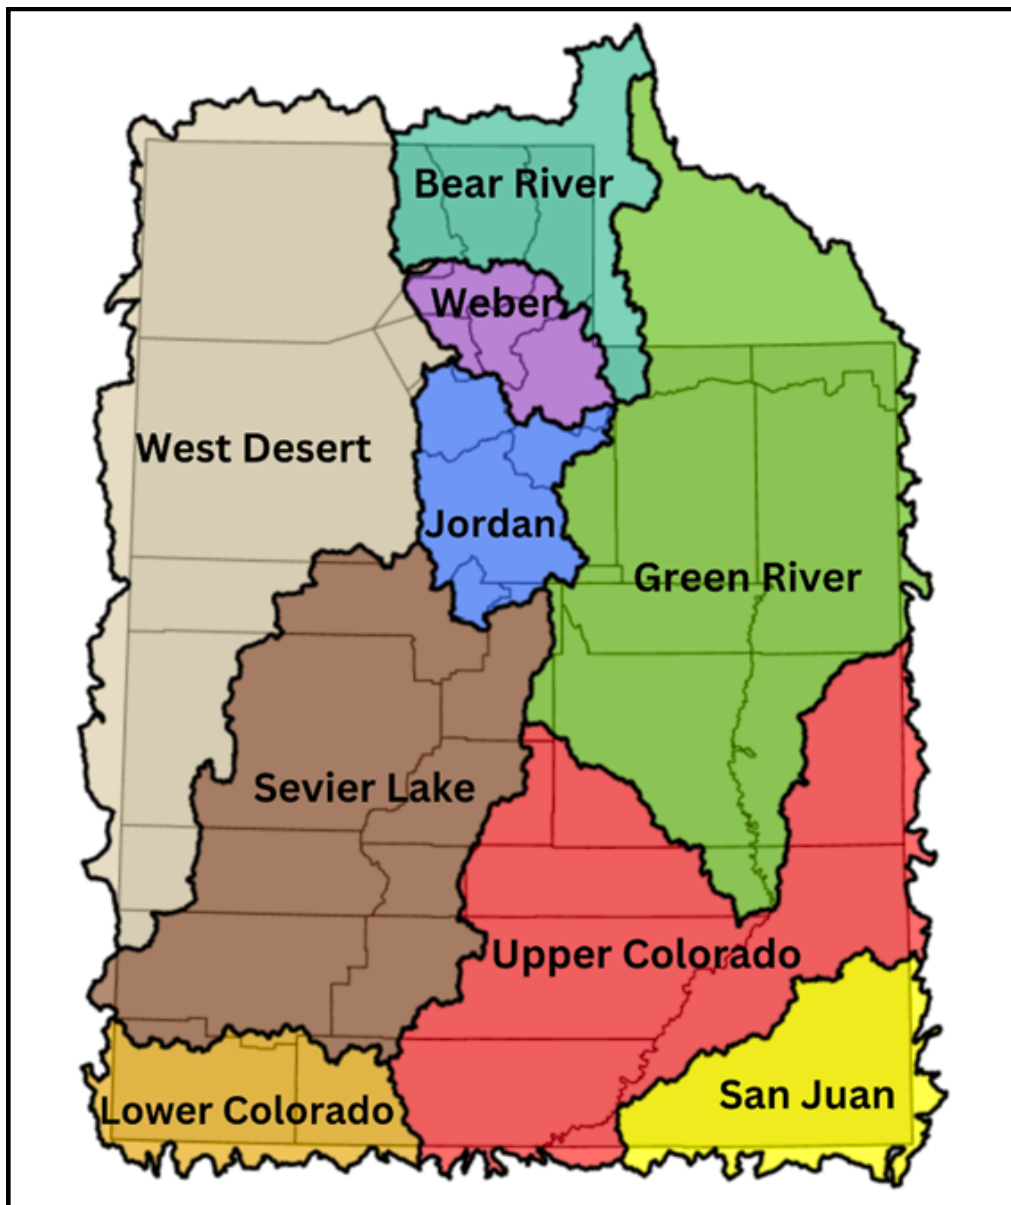 Bear River
Weber
West Desert
Jordan
Green River
Sevier Lake
Upper Colorado
San Juan
Lower Colorado